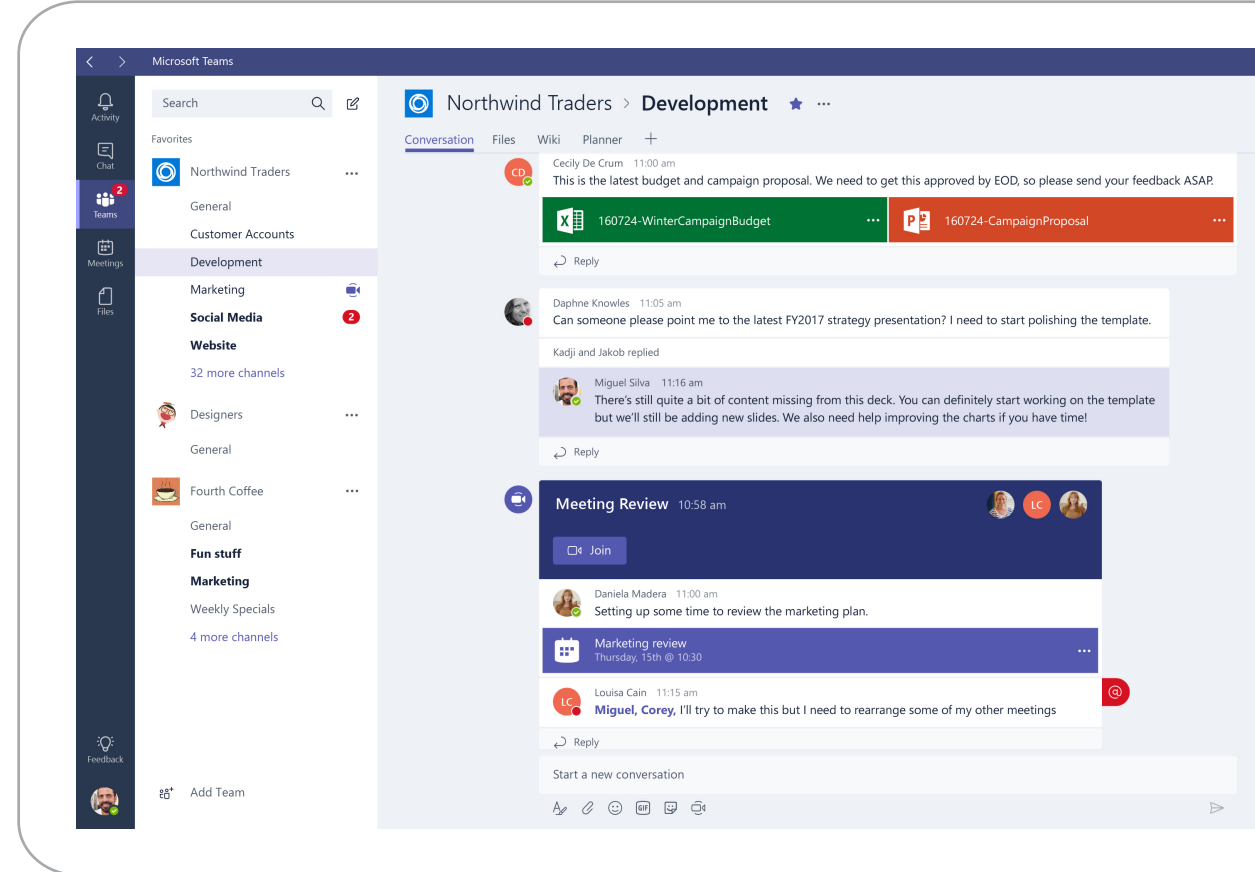 Microsoft Teams
Activity
Chat
2
Teams
Meetings
Files
Feedback
Search
Favorites
Northwind Traders
General
Customer Accounts
Development
Marketing
Social Media 2
Website
32 more channels
Designers
General
Fourth Coffee
General
Fun stuff
Marketing
Weekly Specials
4 more channels
Add Team
Northwind Traders > Development
Conversation Files Wiki Planner
CD
Cecily De Crum 11:00 am
This is the latest budget and campaign proposal. We need to get this approved by EOD, so please send your feedback ASAP.
X 160724-WinterCampaignBudget P 160724-CampaignProposal
Reply
Daphne Knowles 11:05 am
Can someone please point me to the latest FY2017 strategy presentation? I need to start polishing the template.
Kadji and Jakob replied
Miguel Silva 11:16 am
There's still quite a bit of content missing from this deck. You can definitely start working on the template
but we'll still be adding new slides. We also need help improving the charts if you have time!
Reply
Meeting Review 10:58 am LC
Join
Daniela Madera 11:00 am
Setting up some time to review the marketing plan.
Marketing review
Thursday, 15th @ 10:30
LC
Louisa Cain 11:15 am
@
Miguel, Corey, I'll try to make this but I need to rearrange some of my other meetings
Reply
Start a new conversation
GIF